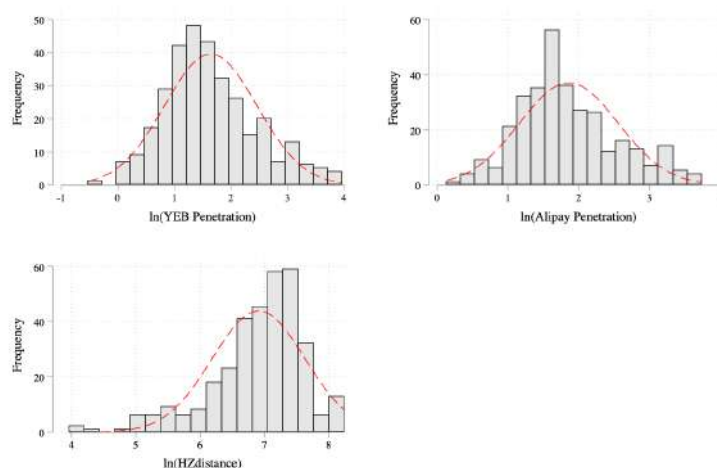 50
40
30
20
10
0
Frequency
-1 0 1 2 3 4
ln(YEB Penetration)
60
40
20
0
Frequency
0 1 2 3
ln(Alipay Penetration)
60
40
20
0
Frequency
4 5 6 7 8
ln(HZdistance)